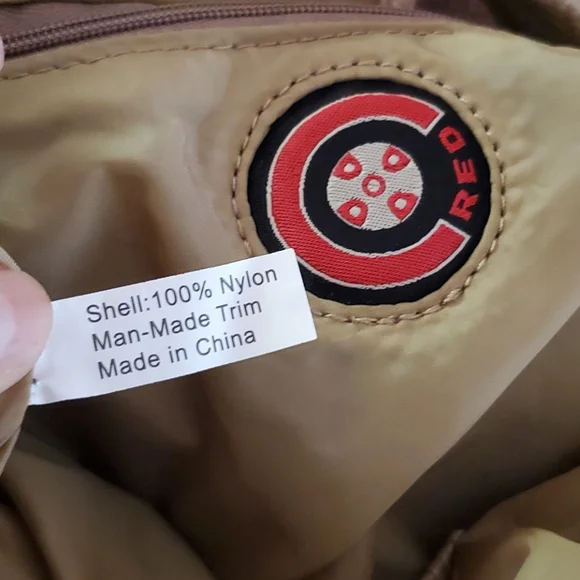 RED
Shell:100% Nylon
Man-Made Trim
Made in China